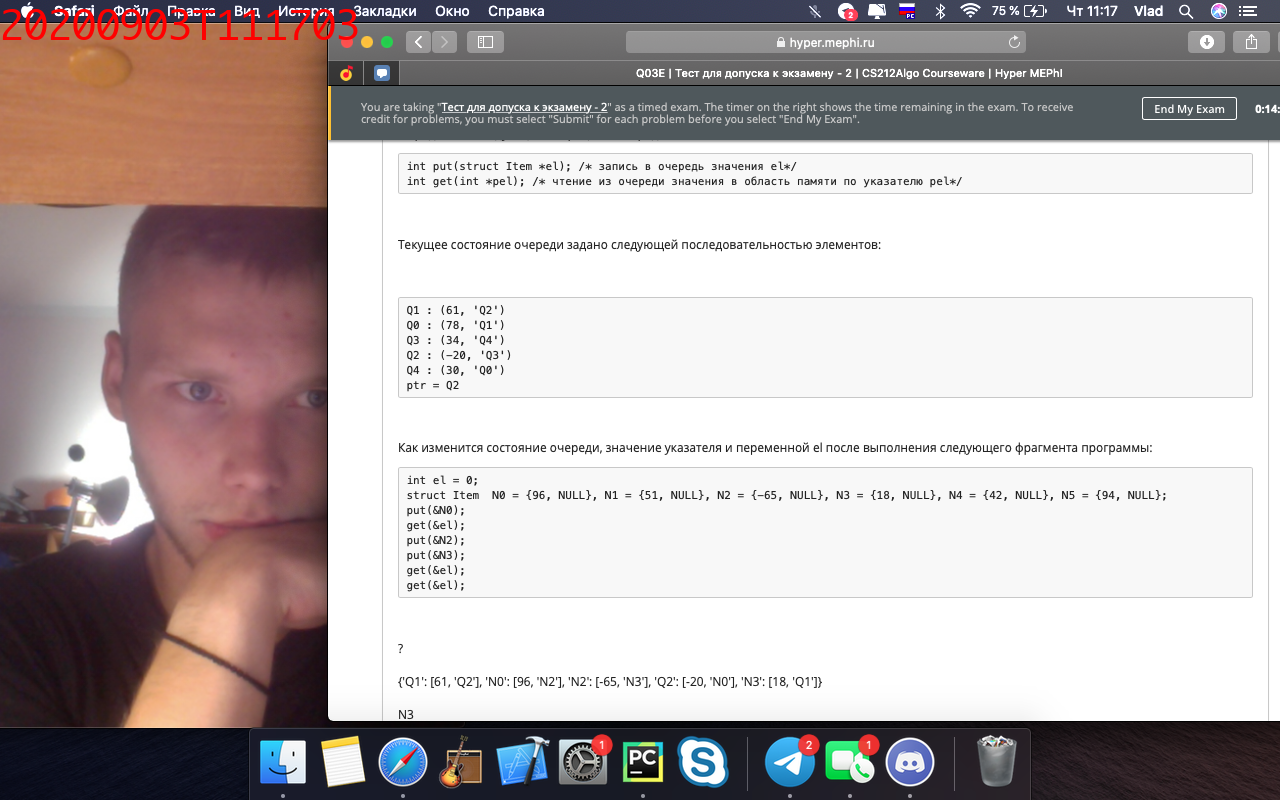 20200903T111703
Safari Файл Правка Вид История Закладки Окно Справка
2 РС 75 % Чт 11:17 Vlad
hyper.mephi.ru
Q03E | Тест для допуска к экзамену - 2 | CS212Algo Courseware | Hyper MEPhI
You are taking "Тест для допуска к экзамену - 2" as a timed exam. The timer on the right shows the time remaining in the exam. To receive
credit for problems, you must select "Submit" for each problem before you select "End My Exam".
End My Exam
0:14:
int put(struct Item *el); /* запись в очередь значения el*/
int get(int *pel); /* чтение из очереди значения в область памяти по указателю pel*/
Текущее состояние очереди задано следующей последовательностью элементов:
Q1 : (61, 'Q2')
Q0 : (78, 'Q1')
Q3 : (34, 'Q4')
Q2 : (-20, 'Q3')
Q4 : (30, 'Q0')
ptr = Q2
Как изменится состояние очереди, значение указателя и переменной el после выполнения следующего фрагмента программы:
int el = 0;
struct Item  N0 = {96, NULL}, N1 = {51, NULL}, N2 = {-65, NULL}, N3 = {18, NULL}, N4 = {42, NULL}, N5 = {94, NULL};
put(&N0);
get(&el);
put(&N2);
put(&N3);
get(&el);
get(&el);
?
{'Q1': [61, 'Q2'], 'N0': [96, 'N2'], 'N2': [-65, 'N3'], 'Q2': [-20, 'N0'], 'N3': [18, 'Q1']}
N3
1
PC
2
1